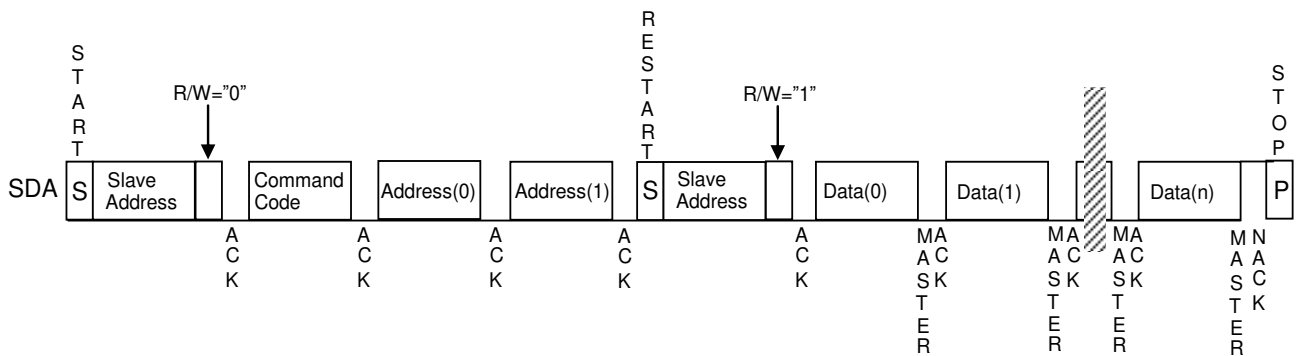 START
RESTART
STOP
R/W="0"
R/W="1"
SDA
S
Slave
Address
Command
Code
Address(0)
Address(1)
S
Slave
Address
Data(0)
Data(1)
Data(n)
P
ACK
ACK
ACK
ACK
ACK
MASTER
ACK
MASTER
ACK
MASTER
ACK
MASTER
NACK